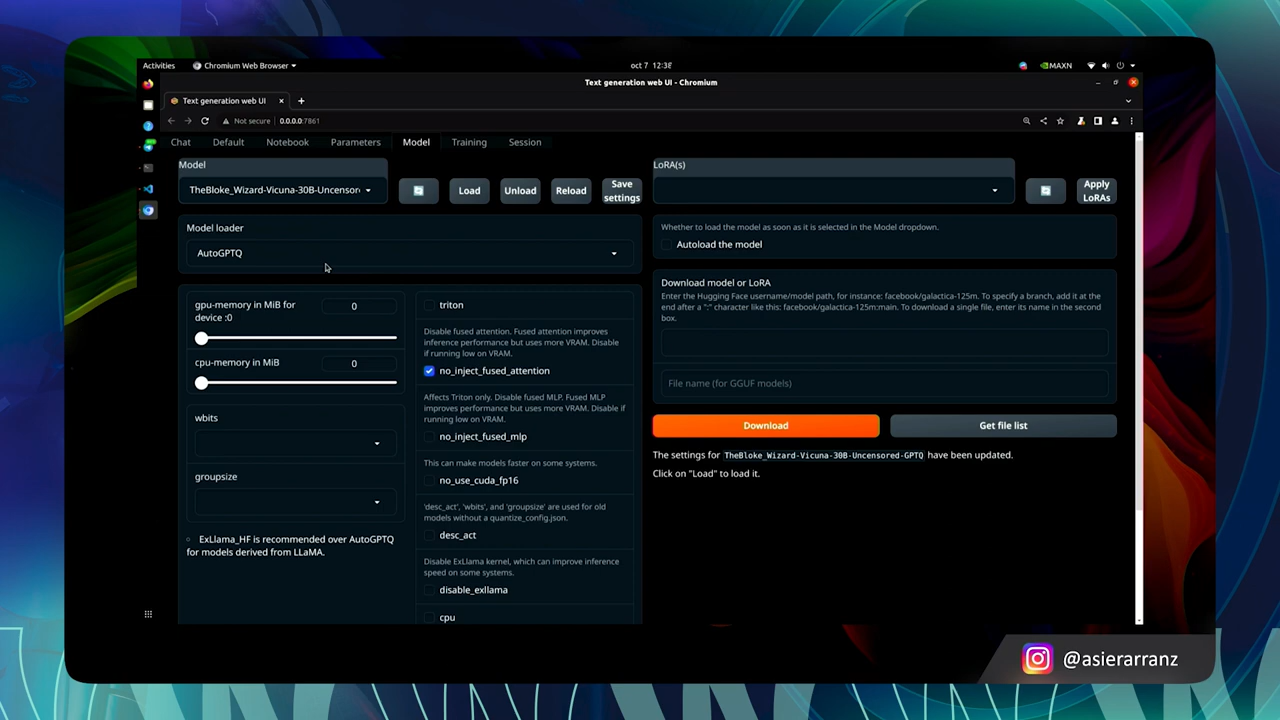 Activities
Chromium Web Browser
oct 7 12:38
MAXN
Text generation web UI - Chromium
Text generation web UI
Not secure
0.0.0.0:7861
Chat
Default
Notebook
Parameters
Model
Training
Session
Model
TheBloke_Wizard-Vicuna-30B-Uncensor
Load
Unload
Reload
Save
settings
LoRA(s)
Apply
LoRAs
Model loader
AutoGPTQ
Whether to load the model as soon as it is selected in the Model dropdown.
Autoload the model
gpu-memory in MiB for
device :0
0
cpu-memory in MiB
0
wbits
groupsize
ExLlama_HF is recommended over AutoGPTQ
for models derived from LLaMA.
triton
Disable fused attention. Fused attention improves
inference performance but uses more VRAM. Disable
if running low on VRAM.
no_inject_fused_attention
Affects Triton only. Disable fused MLP. Fused MLP
improves performance but uses more VRAM. Disable if
running low on VRAM.
no_inject_fused_mlp
This can make models faster on some systems.
no_use_cuda_fp16
'desc_act', 'wbits', and 'groupsize' are used for old
models without a quantize_config.json.
desc_act
Disable ExLlama kernel, which can improve inference
speed on some systems.
disable_exllama
cpu
Download model or LoRA
Enter the Hugging Face username/model path, for instance: facebook/galactica-125m. To specify a branch, add it at the
end after a ":" character like this: facebook/galactica-125m:main. To download a single file, enter its name in the second
box.
File name (for GGUF models)
Download
Get file list
The settings for TheBloke_Wizard-Vicuna-30B-Uncensored-GPTQ have been updated.
Click on "Load" to load it.
@asierarranz